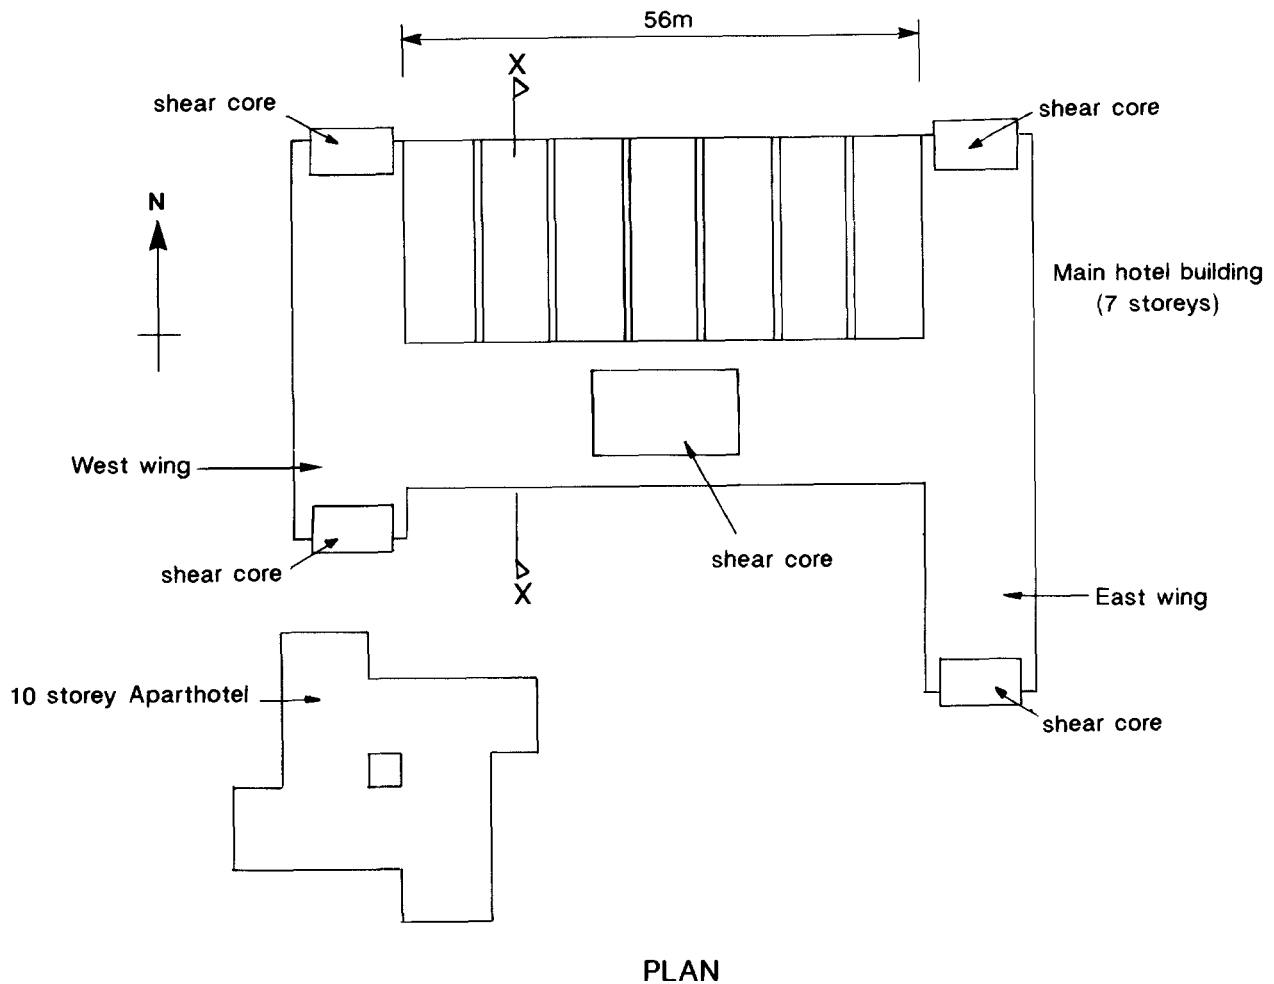 56m
X
shear core
shear core
N
Main hotel building
(7 storeys)
West wing
shear core
shear core
X
East wing
10 storey Aparthotel
shear core
PLAN